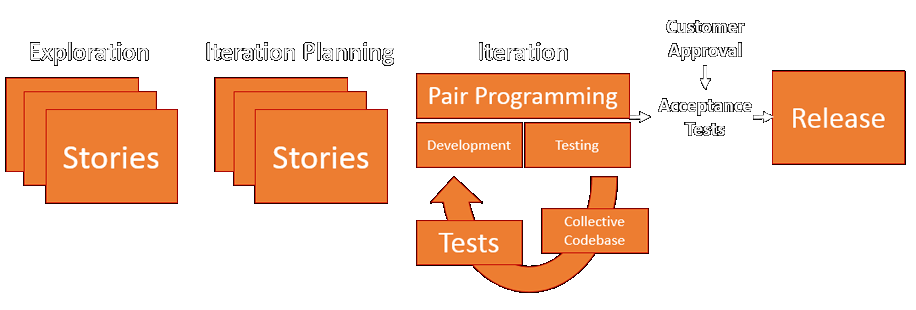 Exploration
Stories
Iteration Planning
Stories
Iteration
Pair Programming
Development
Testing
Tests
Collective
Codebase
Customer
Approval
Acceptance
Tests
Release